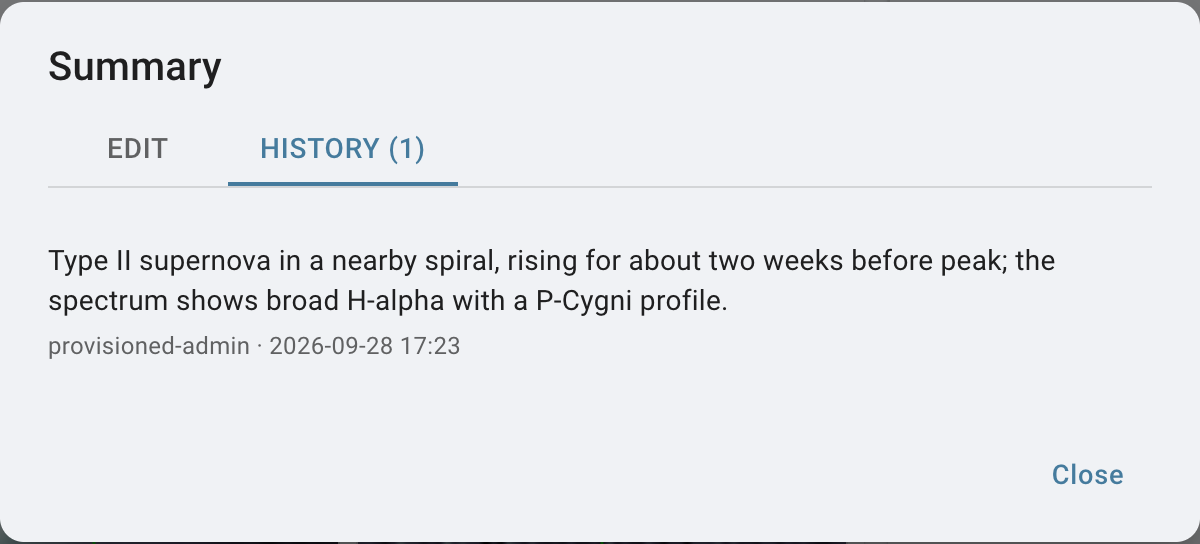 Summary
EDIT
HISTORY (1)
Type II supernova in a nearby spiral, rising for about two weeks before peak; the
spectrum shows broad H-alpha with a P-Cygni profile.
provisioned-admin · 2026-09-28 17:23
Close